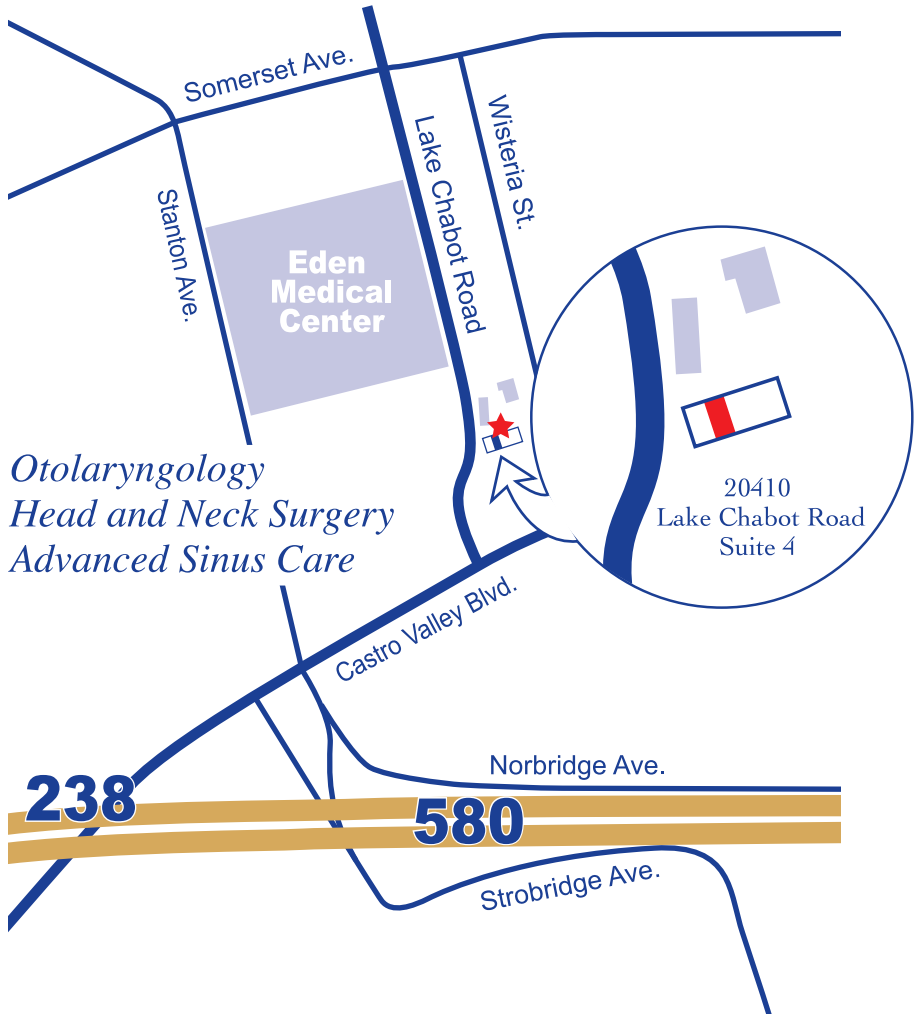 Somerset Ave.
Lake Chabot Road
Wisteria St.
Stanton Ave.
Eden
Medical
Center
Otolaryngology
Head and Neck Surgery
Advanced Sinus Care
20410
Lake Chabot Road
Suite 4
Castro Valley Blvd.
Norbridge Ave.
238
580
Strobridge Ave.